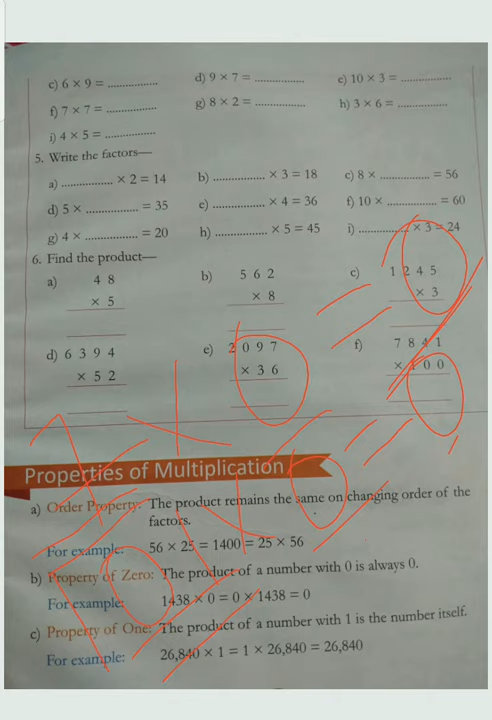 c) 6 × 9 = ................ d) 9 × 7 = ................ e) 10 × 3 = ................
f) 7 × 7 = ................ g) 8 × 2 = ................ h) 3 × 6 = ................
i) 4 × 5 = ................
5. Write the factors—
a) ................ × 2 = 14 b) ................ × 3 = 18 c) 8 × ................ = 56
d) 5 × ................ = 35 e) ................ × 4 = 36 f) 10 × ................ = 60
g) 4 × ................ = 20 h) ................ × 5 = 45 i) ................ × 3 = 24
6. Find the product—
a) 4 8 b) 5 6 2 c) 1 2 4 5
× 5 × 8 × 3
d) 6 3 9 4 e) 2 0 9 7 f) 7 8 4 1
× 5 2 × 3 6 × 0 0
Properties of Multiplication
a) Order Property: The product remains the same on changing order of the
factors.
For example: 56 × 25 = 1400 = 25 × 56
b) Property of Zero: The product of a number with 0 is always 0.
For example: 1438 × 0 = 0 × 1438 = 0
c) Property of One: The product of a number with 1 is the number itself.
For example: 26,840 × 1 = 1 × 26,840 = 26,840